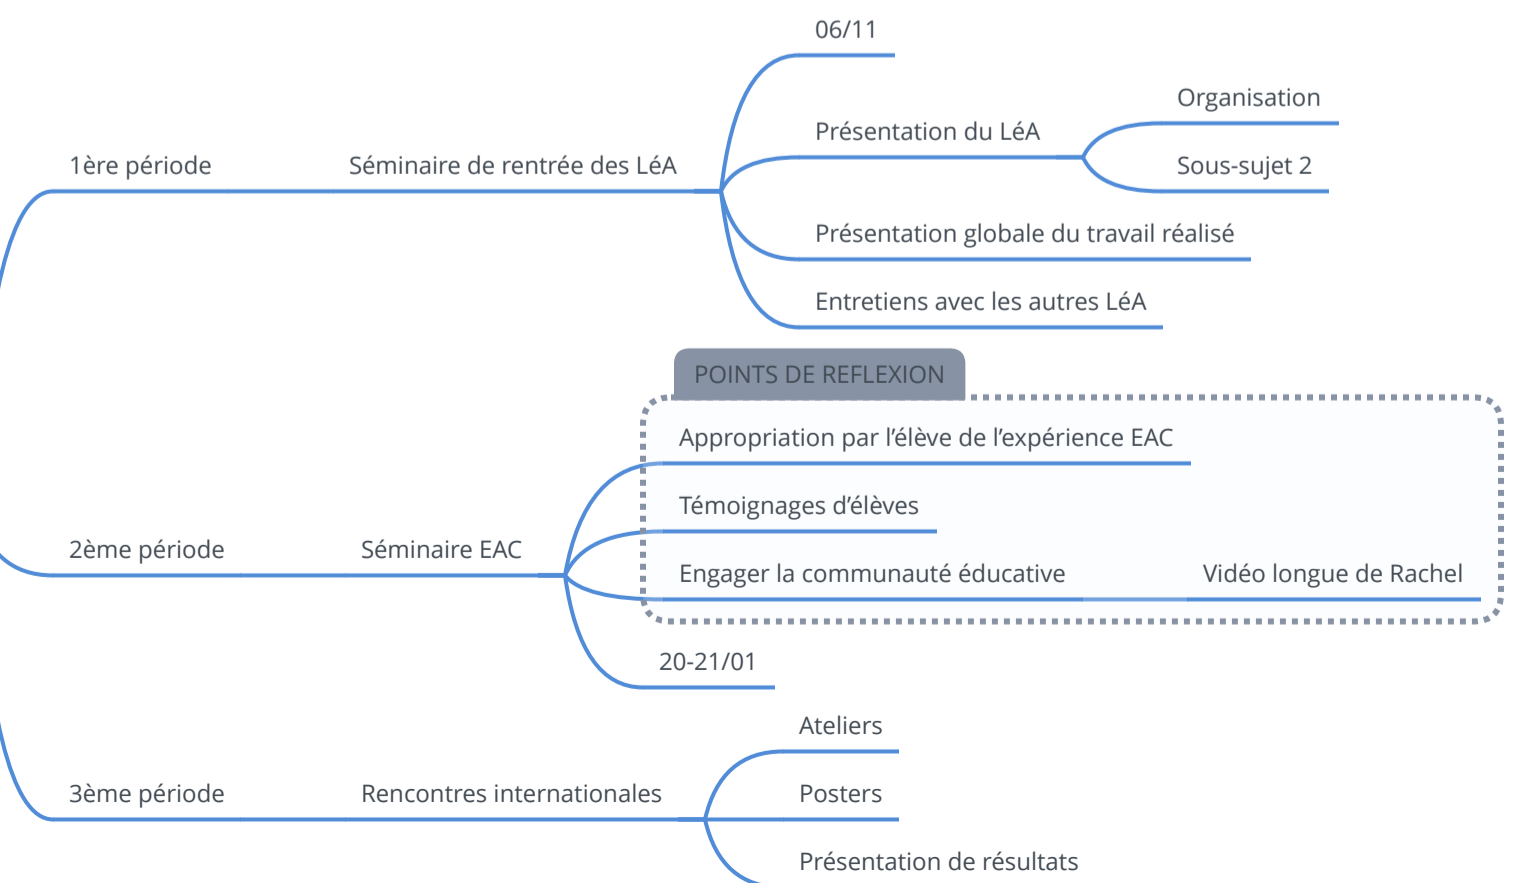 1ère période
Séminaire de rentrée des LéA
06/11
Présentation du LéA
Organisation
Sous-sujet 2
Présentation globale du travail réalisé
Entretiens avec les autres LéA
2ème période
Séminaire EAC
POINTS DE REFLEXION
Appropriation par l’élève de l’expérience EAC
Témoignages d’élèves
Engager la communauté éducative
Vidéo longue de Rachel
20-21/01
3ème période
Rencontres internationales
Ateliers
Posters
Présentation de résultats